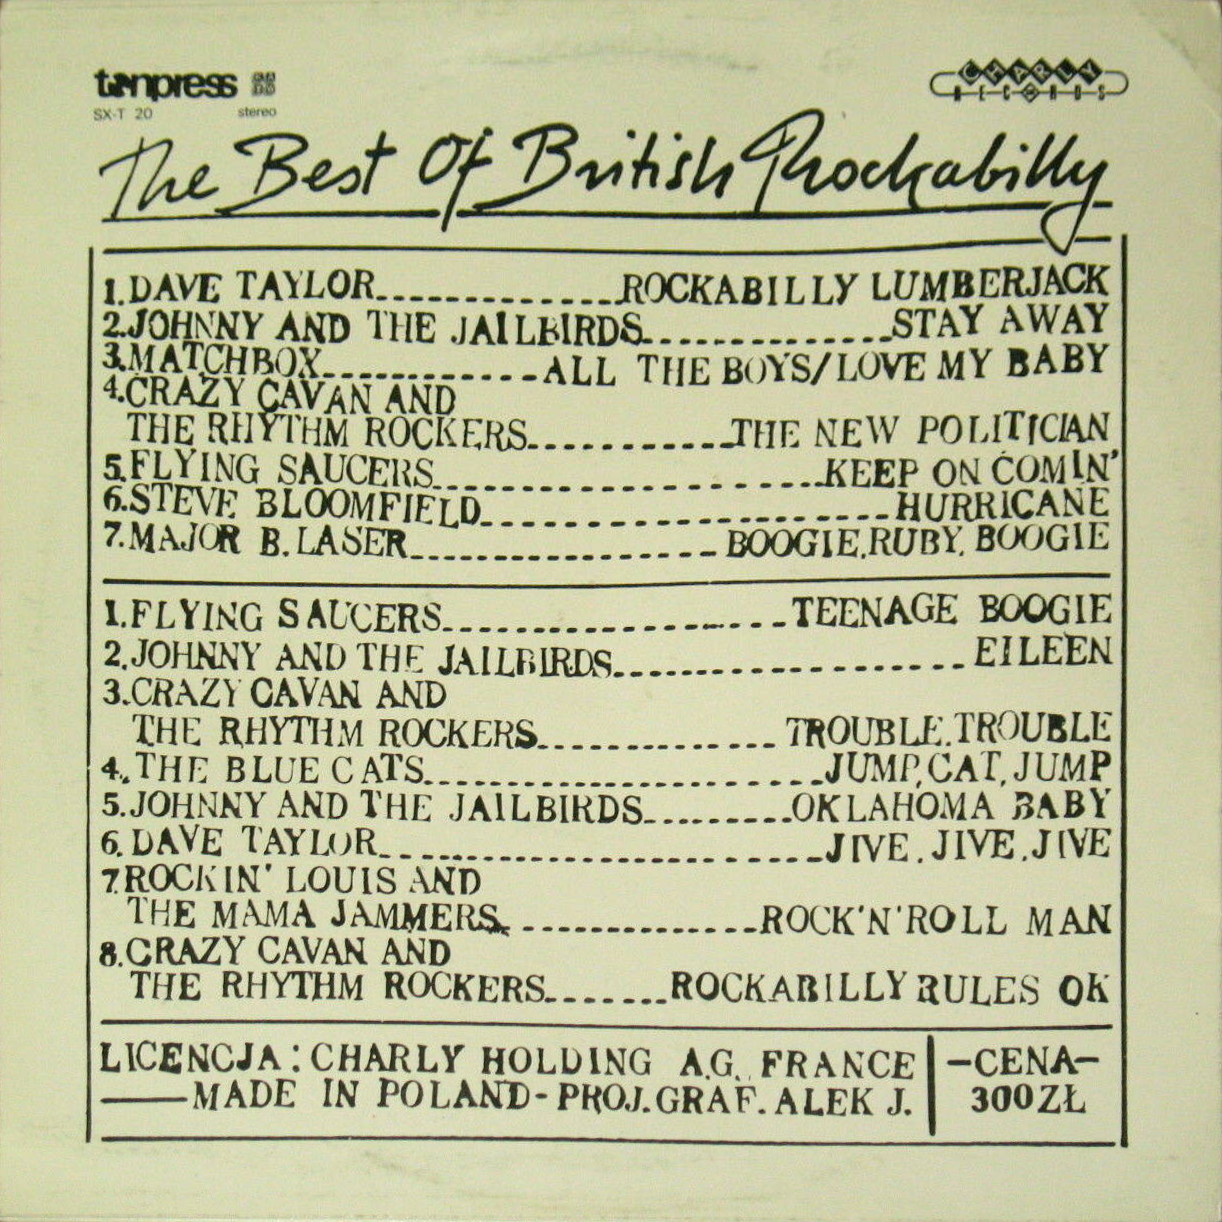 tonpress
SX-T 20 stereo
CHARLY
RECORDS
The Best Of British Rockabilly
1. DAVE TAYLOR ROCKABILLY LUMBERJACK
2. JOHNNY AND THE JAILBIRDS STAY AWAY
3. MATCHBOX ALL THE BOYS/LOVE MY BABY
4. CRAZY CAVAN AND
THE RHYTHM ROCKERS THE NEW POLITICIAN
5. FLYING SAUCERS KEEP ON COMIN'
6. STEVE BLOOMFIELD HURRICANE
7. MAJOR B. LASER BOOGIE, RUBY, BOOGIE
1. FLYING SAUCERS TEENAGE BOOGIE
2. JOHNNY AND THE JAILBIRDS EILEEN
3. CRAZY CAVAN AND
THE RHYTHM ROCKERS TROUBLE, TROUBLE
4. THE BLUE CATS JUMP, CAT, JUMP
5. JOHNNY AND THE JAILBIRDS OKLAHOMA BABY
6. DAVE TAYLOR JIVE, JIVE, JIVE
7. ROCKIN' LOUIS AND
THE MAMA JAMMERS ROCK'N'ROLL MAN
8. CRAZY CAVAN AND
THE RHYTHM ROCKERS ROCKABILLY RULES OK
LICENCJA: CHARLY HOLDING A.G. FRANCE
MADE IN POLAND - PROJ. GRAF. ALEK J.
-CENA-
300 ZŁ